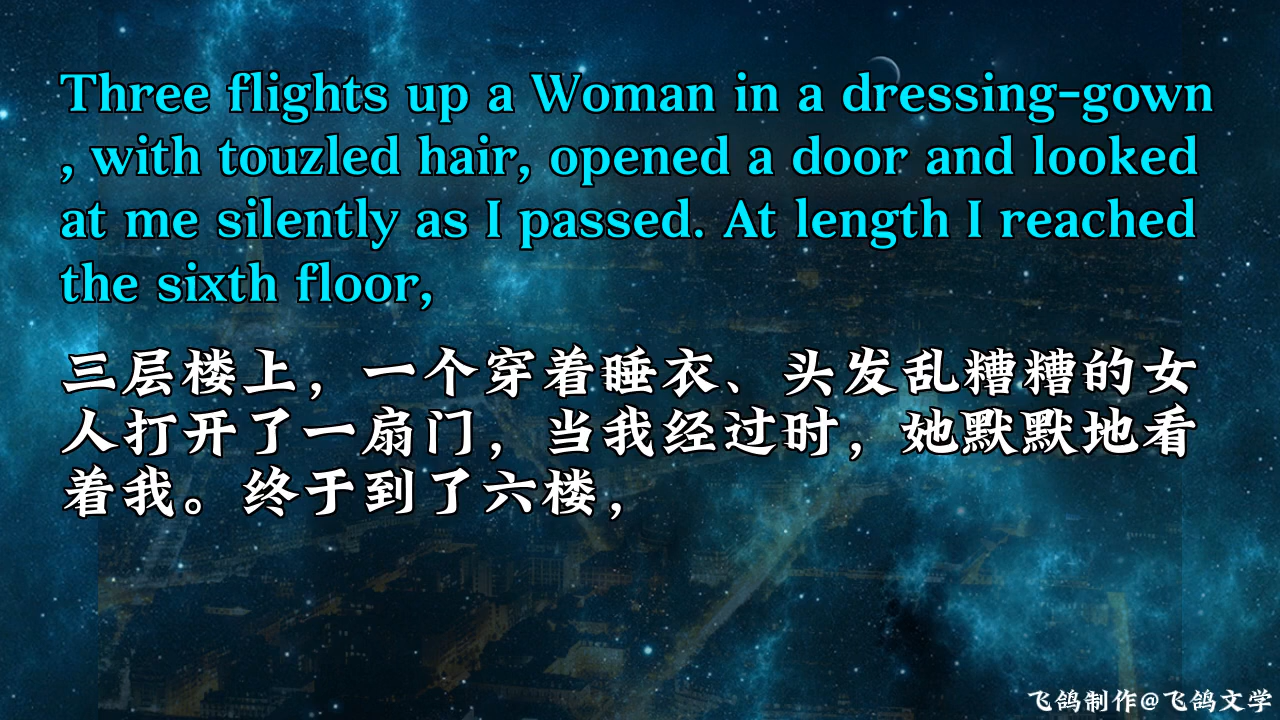 Three flights up a Woman in a dressing-gown
, with touzled hair, opened a door and looked
at me silently as I passed. At length I reached
the sixth floor,
三层楼上，一个穿着睡衣、头发乱糟糟的女
人打开了一扇门，当我经过时，她默默地看
着我。终于到了六楼，
飞鸽制作@飞鸽文学